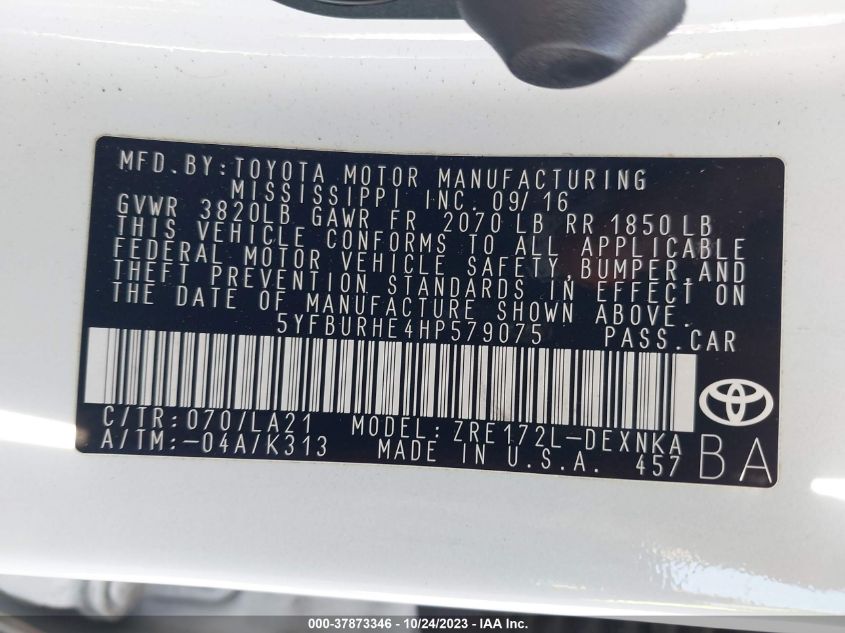 MFD.BY:TOYOTA MOTOR MANUFACTURING
MISSISSIPPI INC. 09/16
GVWR 3820LB GAWR FR 2070 LB RR 1850 LB
THIS VEHICLE CONFORMS TO ALL APPLICABLE
FEDERAL MOTOR VEHICLE SAFETY,BUMPER,AND
THEFT PREVENTION STANDARDS IN EFFECT ON
THE DATE OF MANUFACTURE SHOWN ABOVE.
5YFBURHE4HP579075 PASS.CAR
C/TR:070/LA21 MODEL:ZRE172L-DEXNKA
A/TM:-04A/K313 MADE IN U.S.A. 457 BA
000-37873346 - 10/24/2023 - IAA Inc.